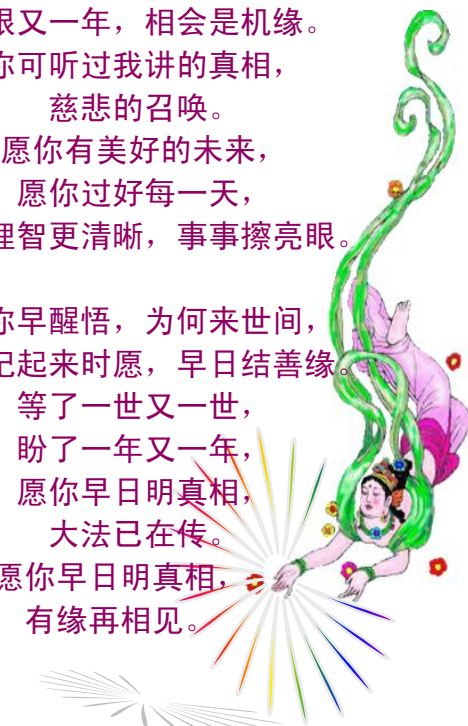 眼又一年，相会是机缘。
你可听过我讲的真相，
慈悲的召唤。
愿你有美好的未来，
愿你过好每一天，
理智更清晰，事事擦亮眼。
你早醒悟，为何来世间，
记起来时愿，早日结善缘。
等了一世又一世，
盼了一年又一年，
愿你早日明真相，
大法已在传。
愿你早日明真相，
有缘再相见。